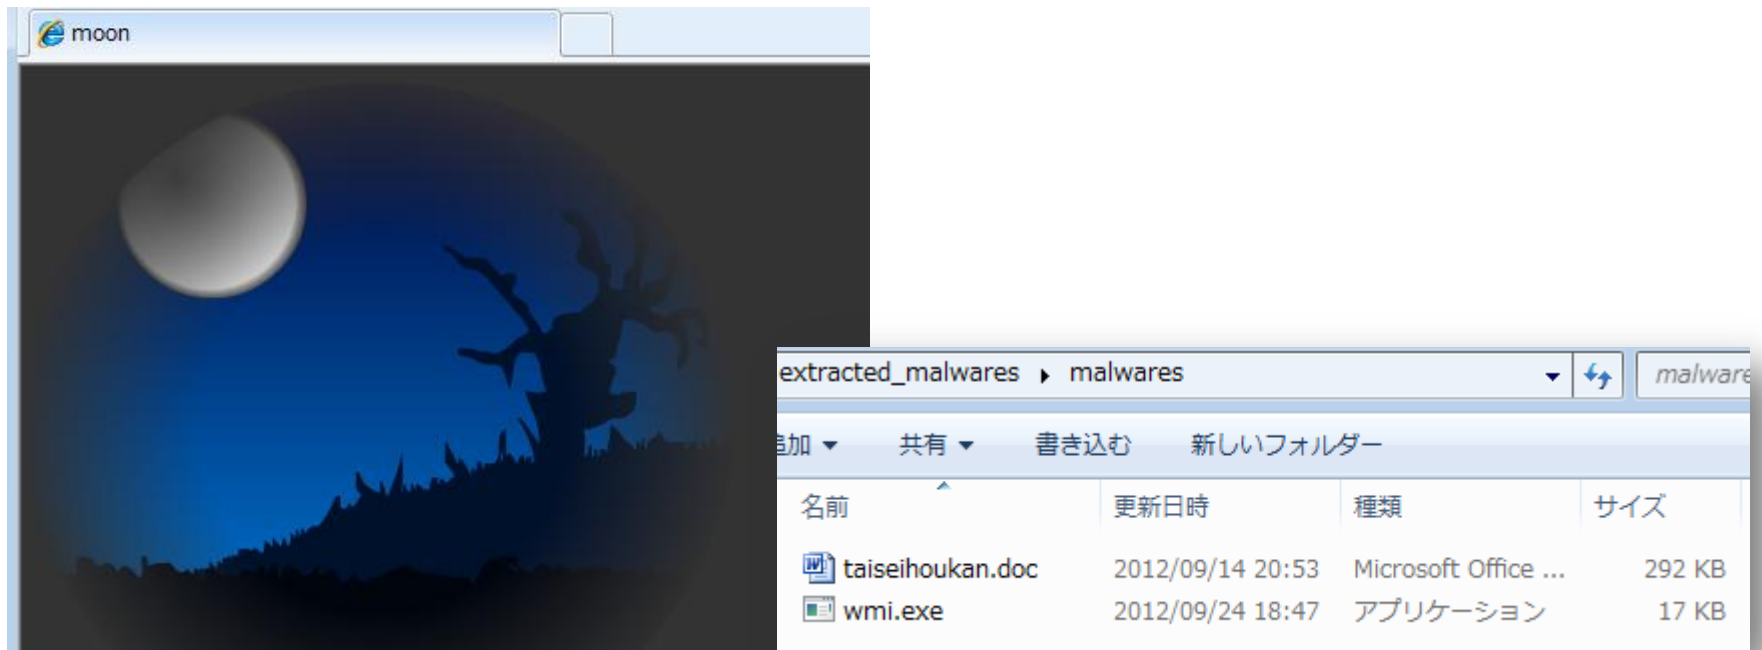 moon
extracted_malwares ▸ malwares
malware
追加 ▼ 共有 ▼ 書き込む 新しいフォルダー
名前 更新日時 種類 サイズ
taiseihoukan.doc 2012/09/14 20:53 Microsoft Office ... 292 KB
wmi.exe 2012/09/24 18:47 アプリケーション 17 KB